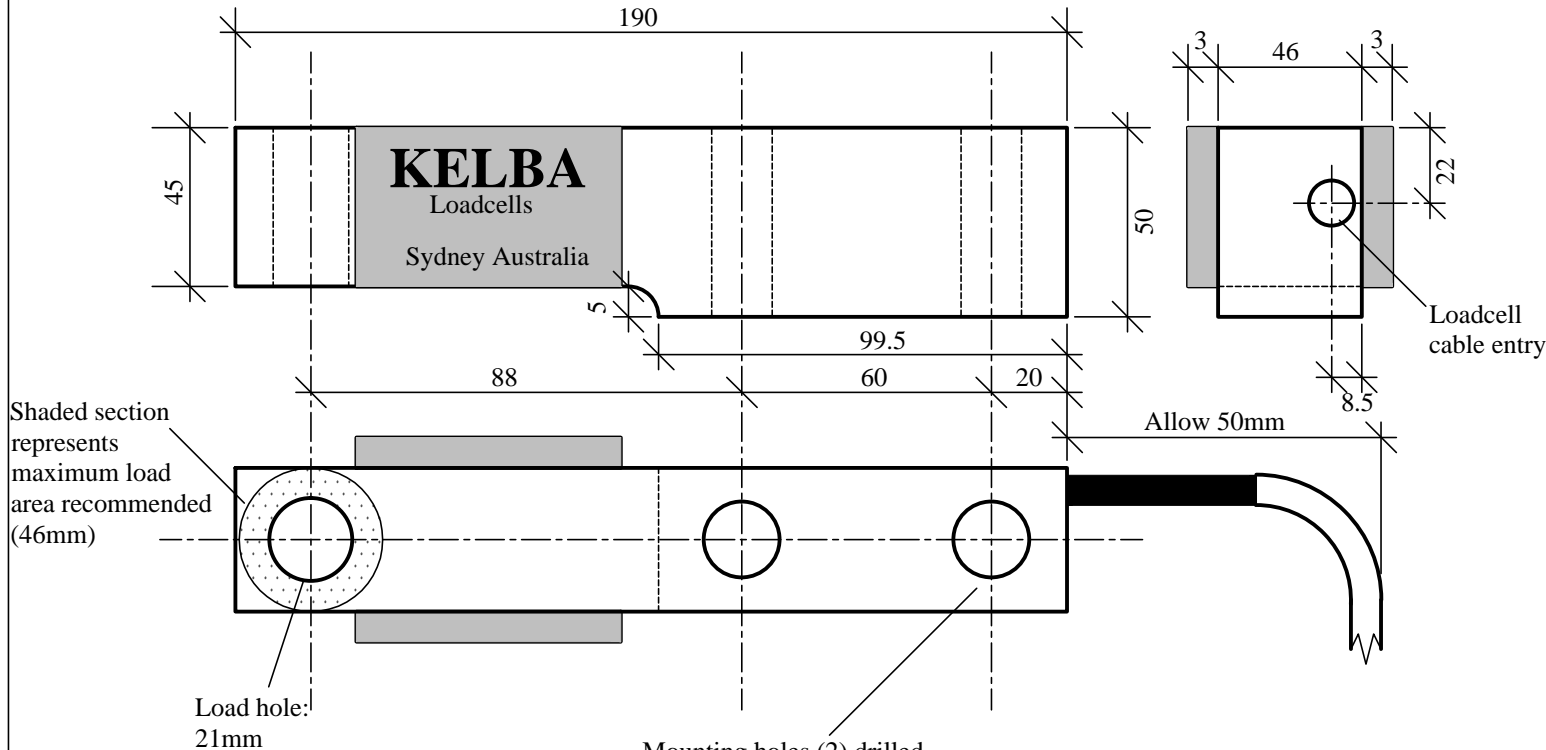 190
3
46
3
45
KELBA
Loadcells
Sydney Australia
50
22
5
Loadcell
cable entry
99.5
88
60
20
8.5
Allow 50mm
Shaded section
represents
maximum load
area recommended
(46mm)
Load hole:
21mm
Mounting holes (2) drilled